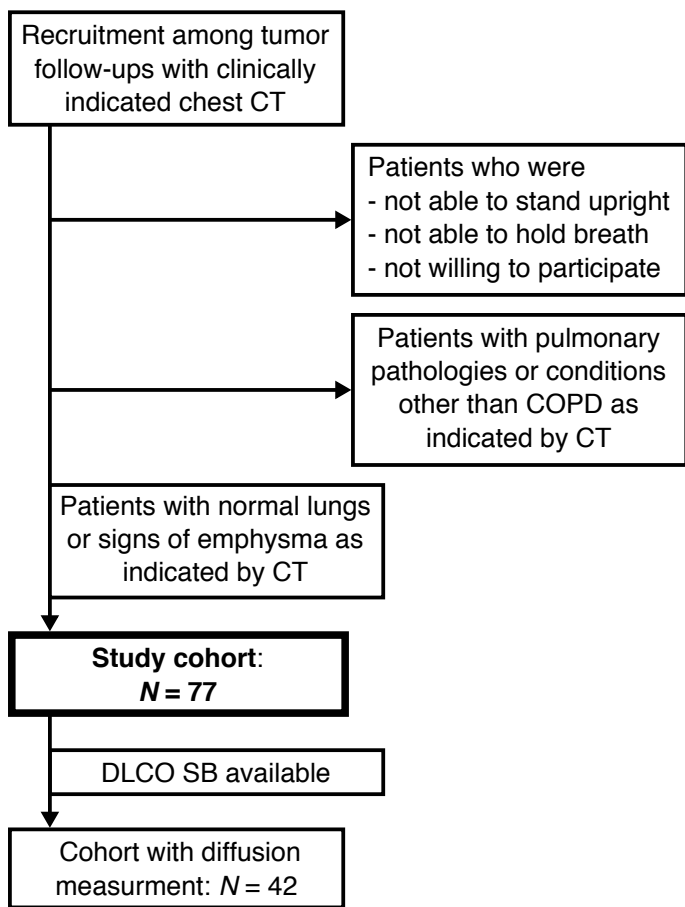 Recruitment among tumor
follow-ups with clinically
indicated chest CT
Patients who were
- not able to stand upright
- not able to hold breath
- not willing to participate
Patients with pulmonary
pathologies or conditions
other than COPD as
indicated by CT
Patients with normal lungs
or signs of emphysma as
indicated by CT
Study cohort:
N = 77
DLCO SB available
Cohort with diffusion
measurment: N = 42